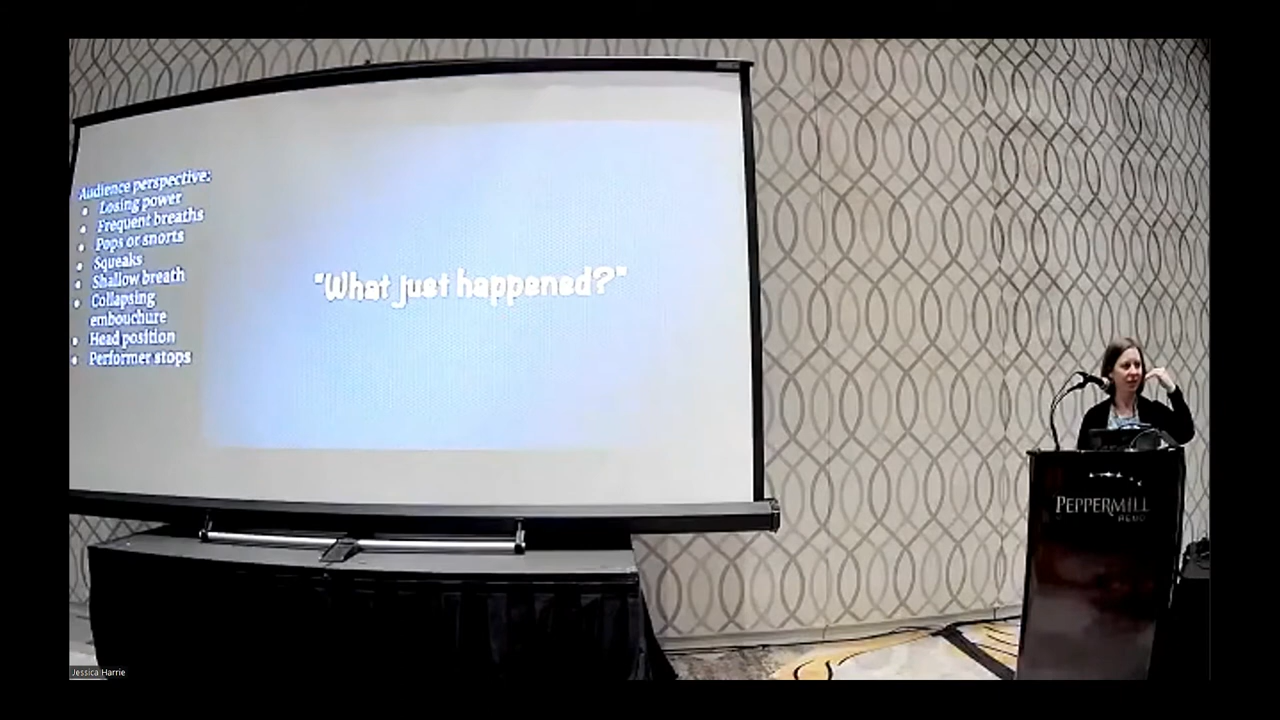 Audience perspective:
• Losing power
• Frequent breaths
• Pops or snorts
• Squeaks
• Shallow breath
• Collapsing
embouchure
• Head position
• Performer stops
"What just happened?"
PEPPERMILL
RENO
Jessica Harrie